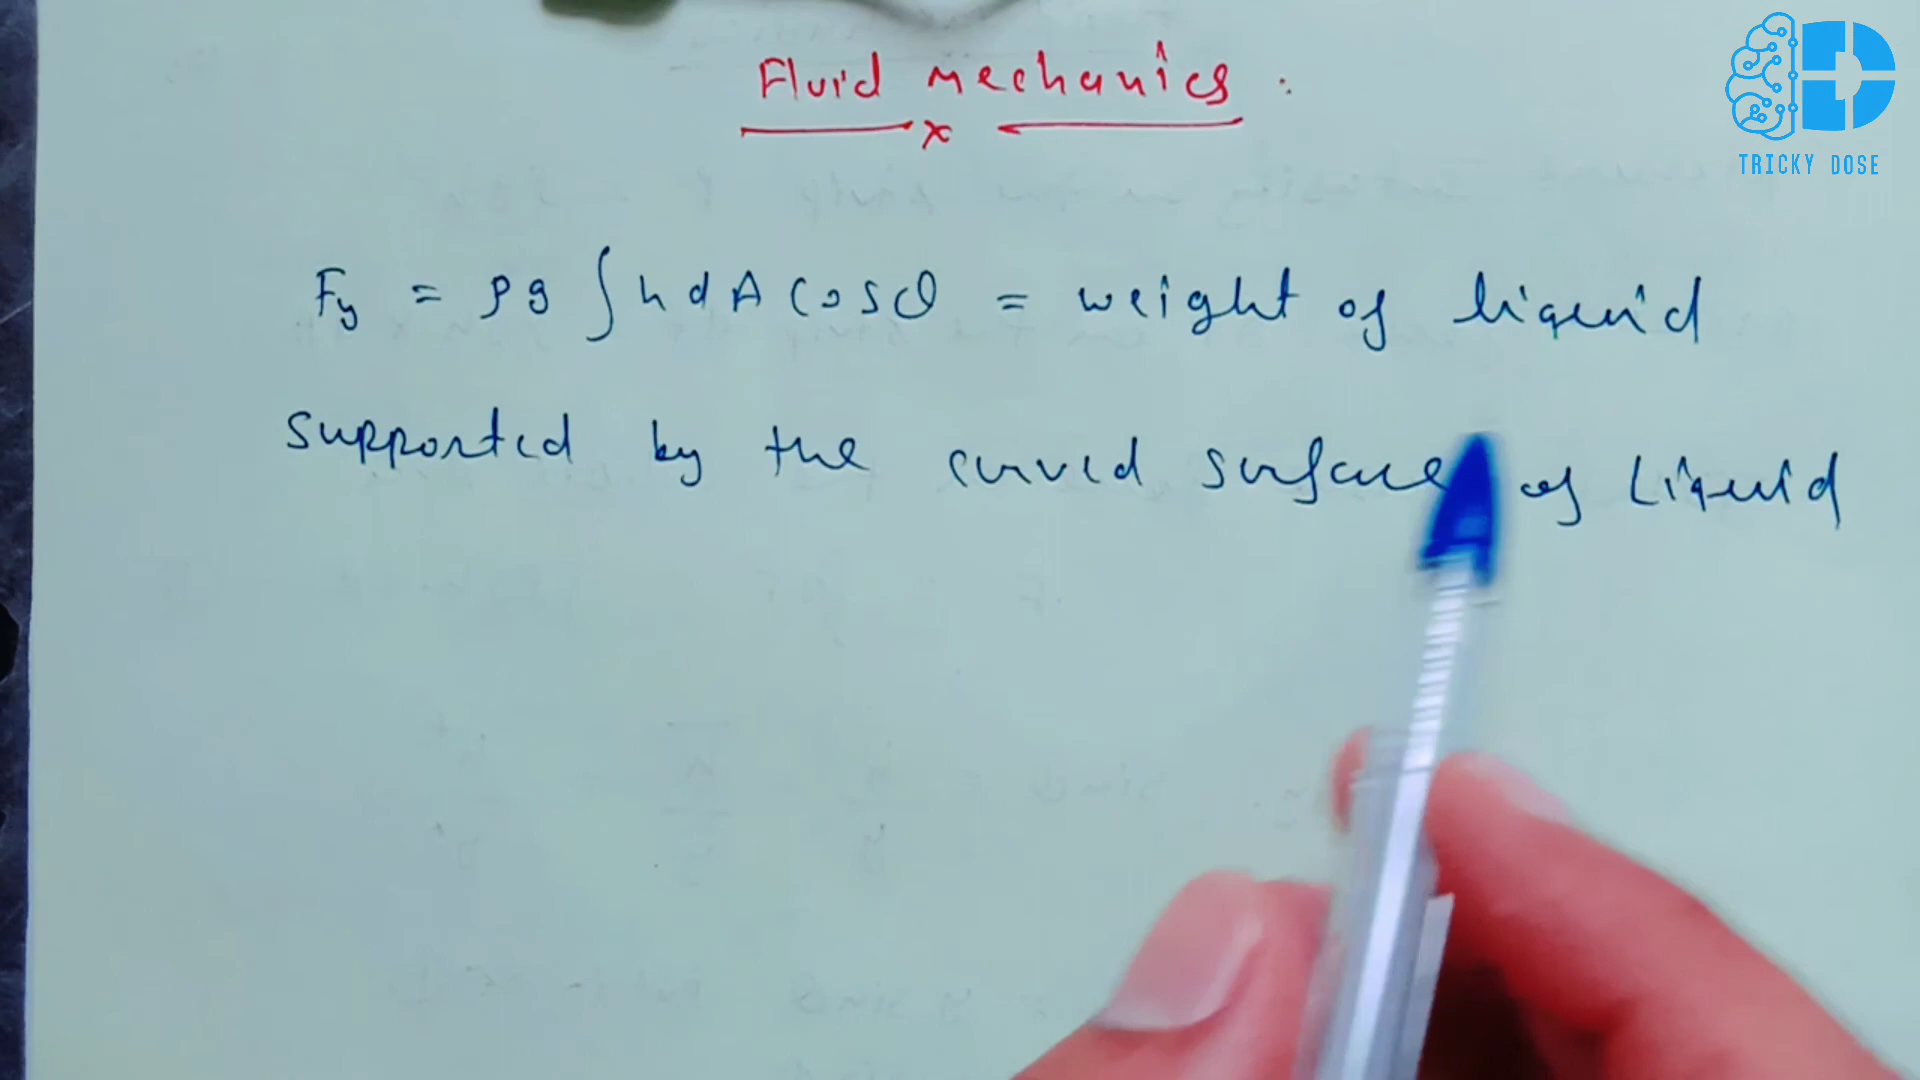 Fluid mechanics :
x
TRICKY DOSE
Fy = ρg ∫ h dA cosθ = weight of liquid
supported by the curved surface of Liquid